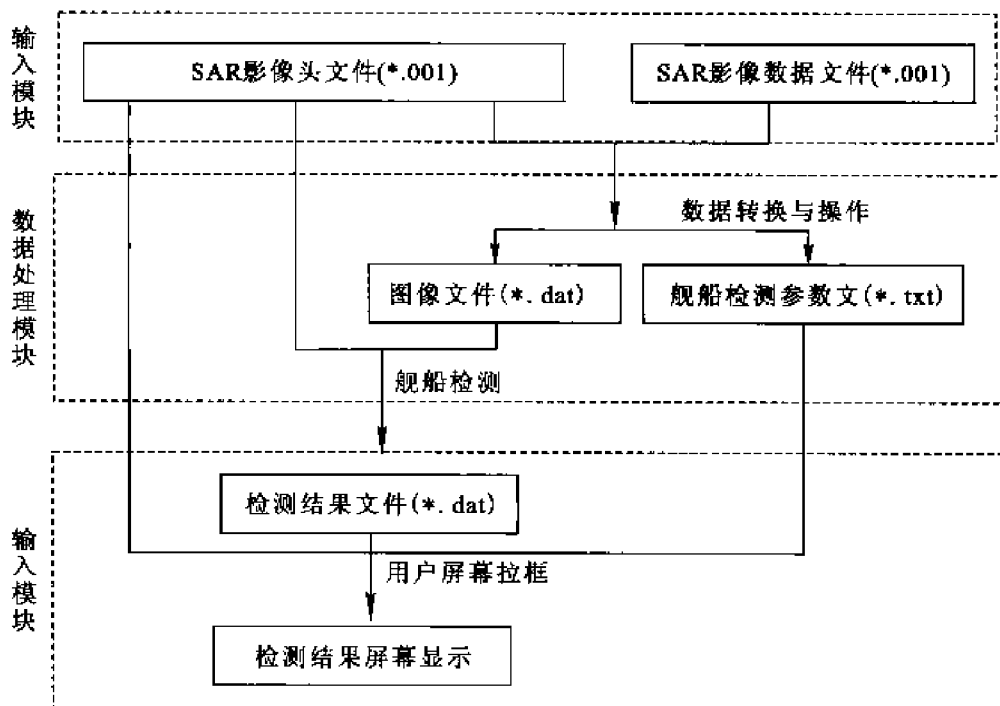 输入模块
SAR影像头文件(*.001)
SAR影像数据文件(*.001)
数据处理模块
数据转换与操作
图像文件(*.dat)
舰船检测参数文(*.txt)
舰船检测
输入模块
检测结果文件(*.dat)
用户屏幕拉框
检测结果屏幕显示